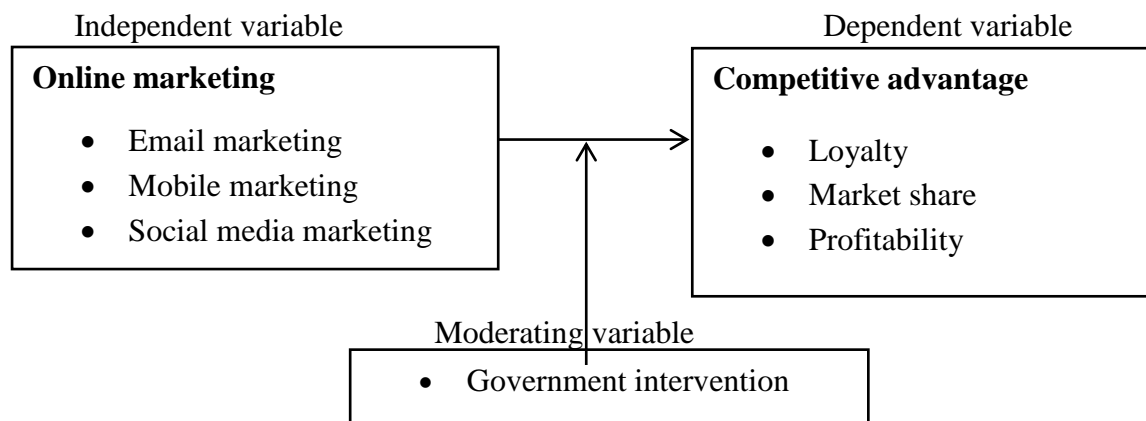 Independent variable
Dependent variable
Online marketing
• Email marketing
• Mobile marketing
• Social media marketing
Competitive advantage
• Loyalty
• Market share
• Profitability
Moderating variable
• Government intervention